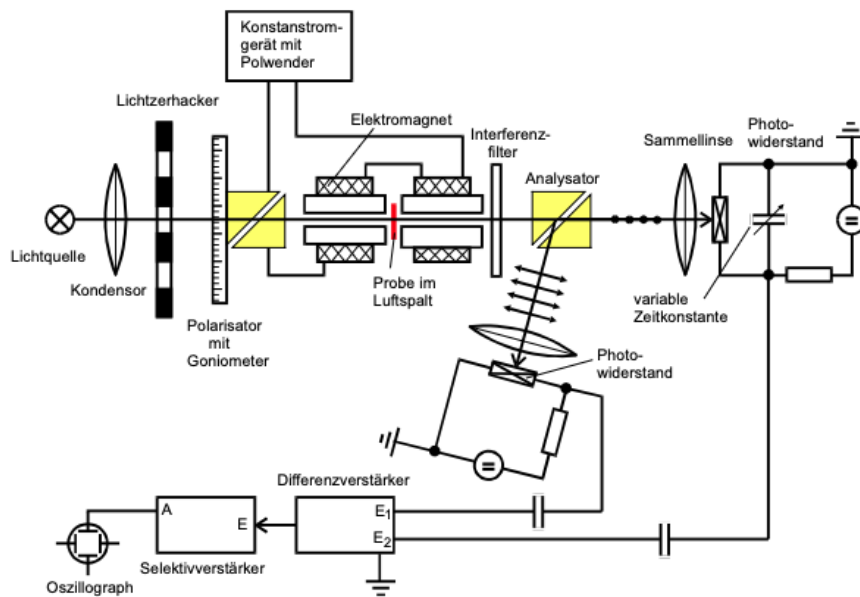 Konstanstrom-
gerät mit
Polwender
Lichtzerhacker
Elektromagnet
Interferenz-
filter
Analysator
Sammellinse
Photo-
widerstand
Lichtquelle
Kondensor
Polarisator
mit
Goniometer
Probe im
Luftspalt
variable
Zeitkonstante
=
Photo-
widerstand
=
Differenzverstärker
E1
E2
A
E
Selektivverstärker
Oszillograph